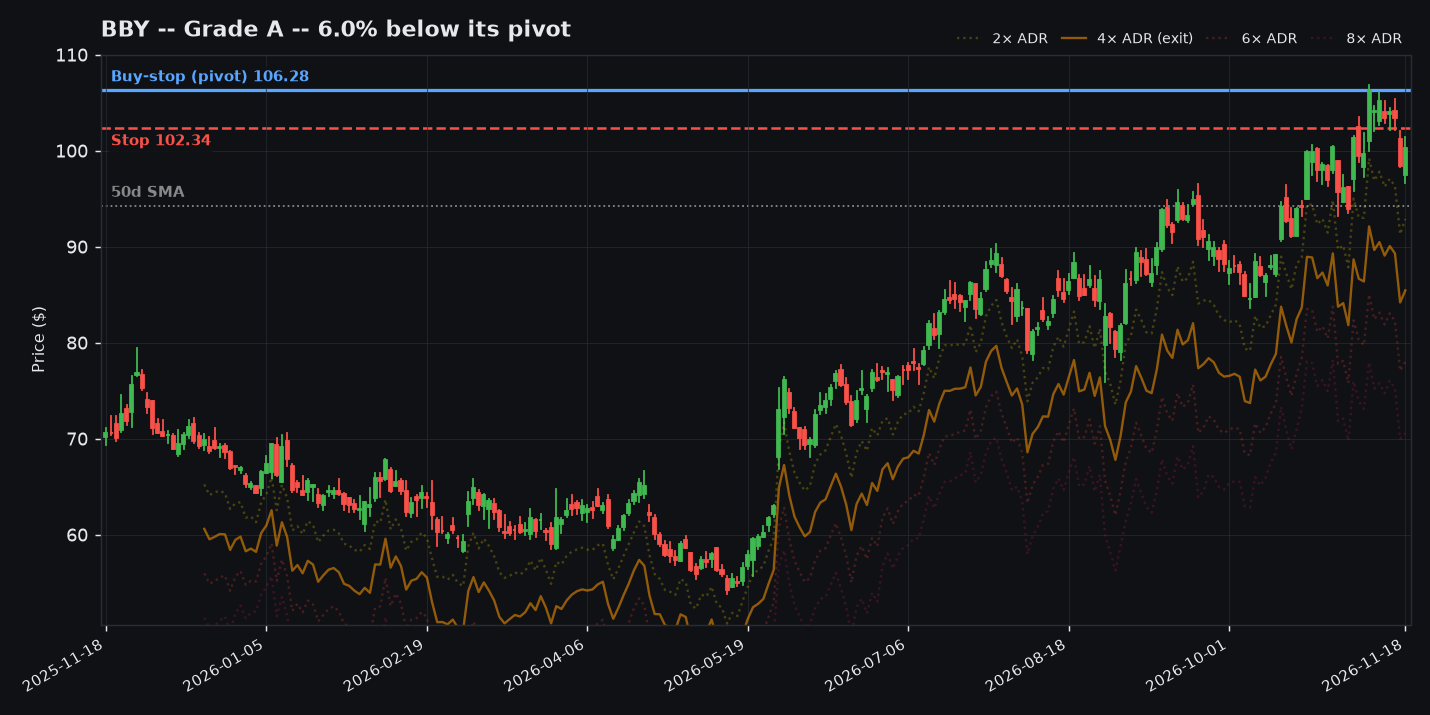 BBY -- Grade A -- 6.0% below its pivot
2× ADR
4× ADR (exit)
6× ADR
8× ADR
110
Buy-stop (pivot) 106.28
Stop 102.34
100
50d SMA
90
80
70
60
Price ($)
2025-11-18
2026-01-05
2026-02-19
2026-04-06
2026-05-19
2026-07-06
2026-08-18
2026-10-01
2026-11-18